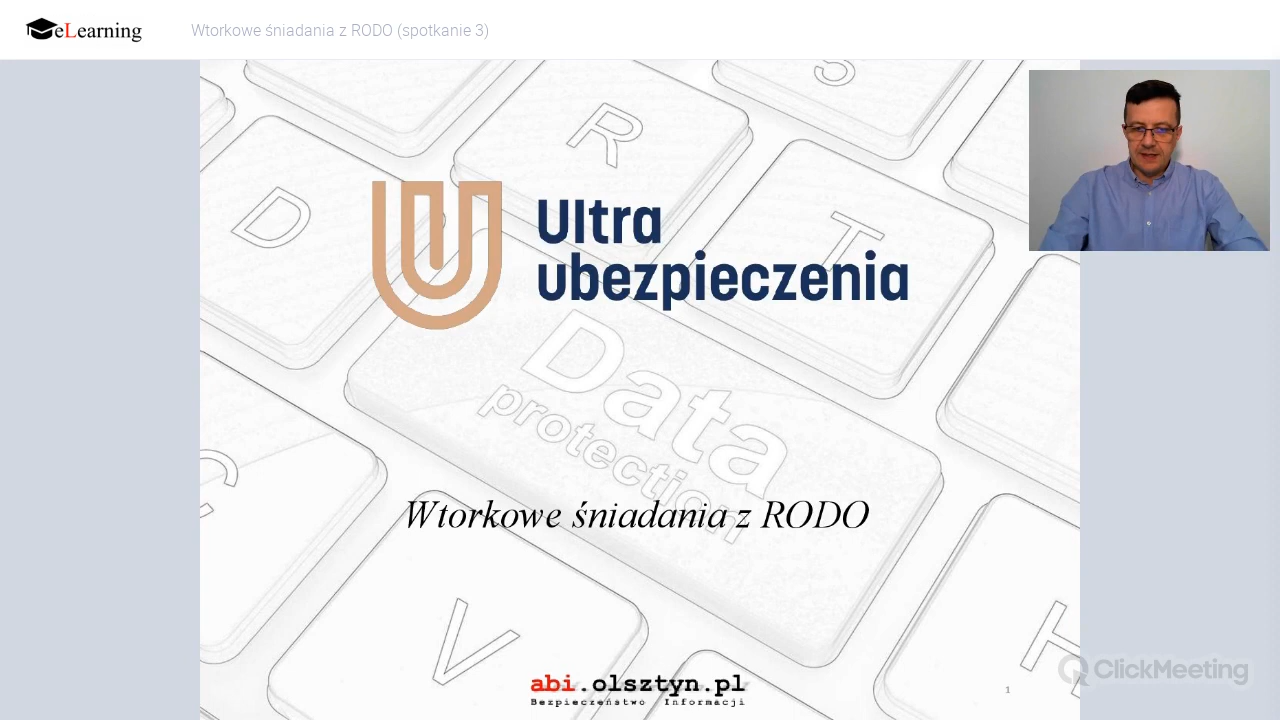 eLearning
Wtorkowe śniadania z RODO (spotkanie 3)
S
R
D
T
Ultra
ubezpieczenia
Data
protection
C
Wtorkowe śniadania z RODO
V
H
ClickMeeting
abi.olsztyn.pl
Bezpieczeństwo Informacji
1